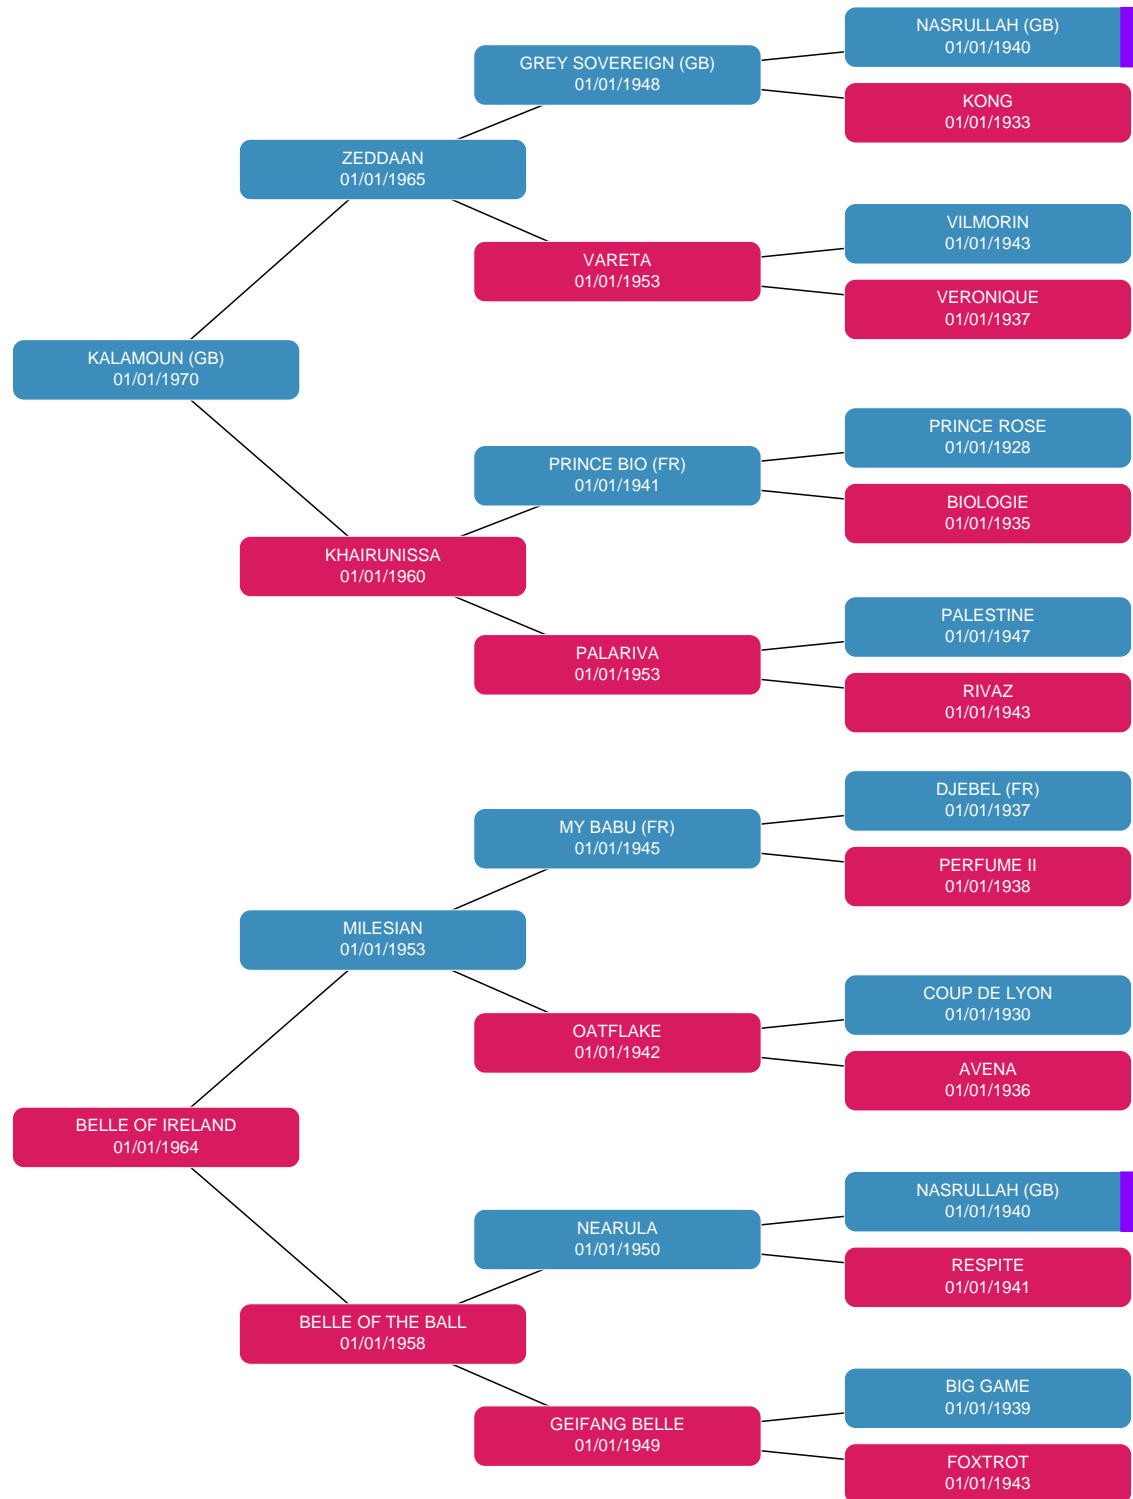 NASRULLAH (GB)
01/01/1940
GREY SOVEREIGN (GB)
01/01/1948
KONG
01/01/1933
ZEDDAAN
01/01/1965
VILMORIN
01/01/1943
VARETA
01/01/1953
VERONIQUE
01/01/1937
KALAMOUN (GB)
01/01/1970
PRINCE ROSE
01/01/1928
PRINCE BIO (FR)
01/01/1941
BIOLOGIE
01/01/1935
KHAIRUNISSA
01/01/1960
PALESTINE
01/01/1947
PALARIVA
01/01/1953
RIVAZ
01/01/1943
DJEBEL (FR)
01/01/1937
MY BABU (FR)
01/01/1945
PERFUME II
01/01/1938
MILESIAN
01/01/1953
COUP DE LYON
01/01/1930
OATFLAKE
01/01/1942
AVENA
01/01/1936
BELLE OF IRELAND
01/01/1964
NASRULLAH (GB)
01/01/1940
NEARULA
01/01/1950
RESPITE
01/01/1941
BELLE OF THE BALL
01/01/1958
BIG GAME
01/01/1939
GEIFANG BELLE
01/01/1949
FOXTROT
01/01/1943